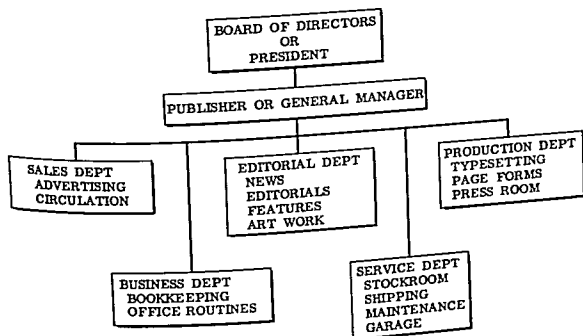 BOARD OF DIRECTORS
OR
PRESIDENT
PUBLISHER OR GENERAL MANAGER
SALES DEPT
ADVERTISING
CIRCULATION
EDITORIAL DEPT
NEWS
EDITORIALS
FEATURES
ART WORK
PRODUCTION DEPT
TYPESETTING
PAGE FORMS
PRESS ROOM
BUSINESS DEPT
BOOKKEEPING
OFFICE ROUTINES
SERVICE DEPT
STOCKROOM
SHIPPING
MAINTENANCE
GARAGE